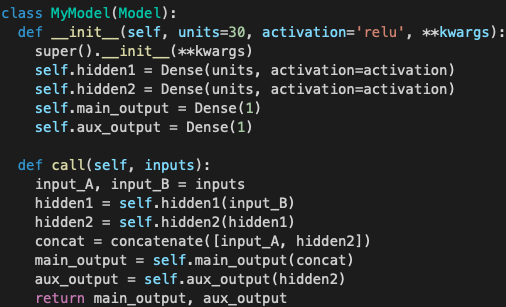 class MyModel(Model):
  def __init__(self, units=30, activation='relu', **kwargs):
    super().__init__(**kwargs)
    self.hidden1 = Dense(units, activation=activation)
    self.hidden2 = Dense(units, activation=activation)
    self.main_output = Dense(1)
    self.aux_output = Dense(1)

  def call(self, inputs):
    input_A, input_B = inputs
    hidden1 = self.hidden1(input_B)
    hidden2 = self.hidden2(hidden1)
    concat = concatenate([input_A, hidden2])
    main_output = self.main_output(concat)
    aux_output = self.aux_output(hidden2)
    return main_output, aux_output